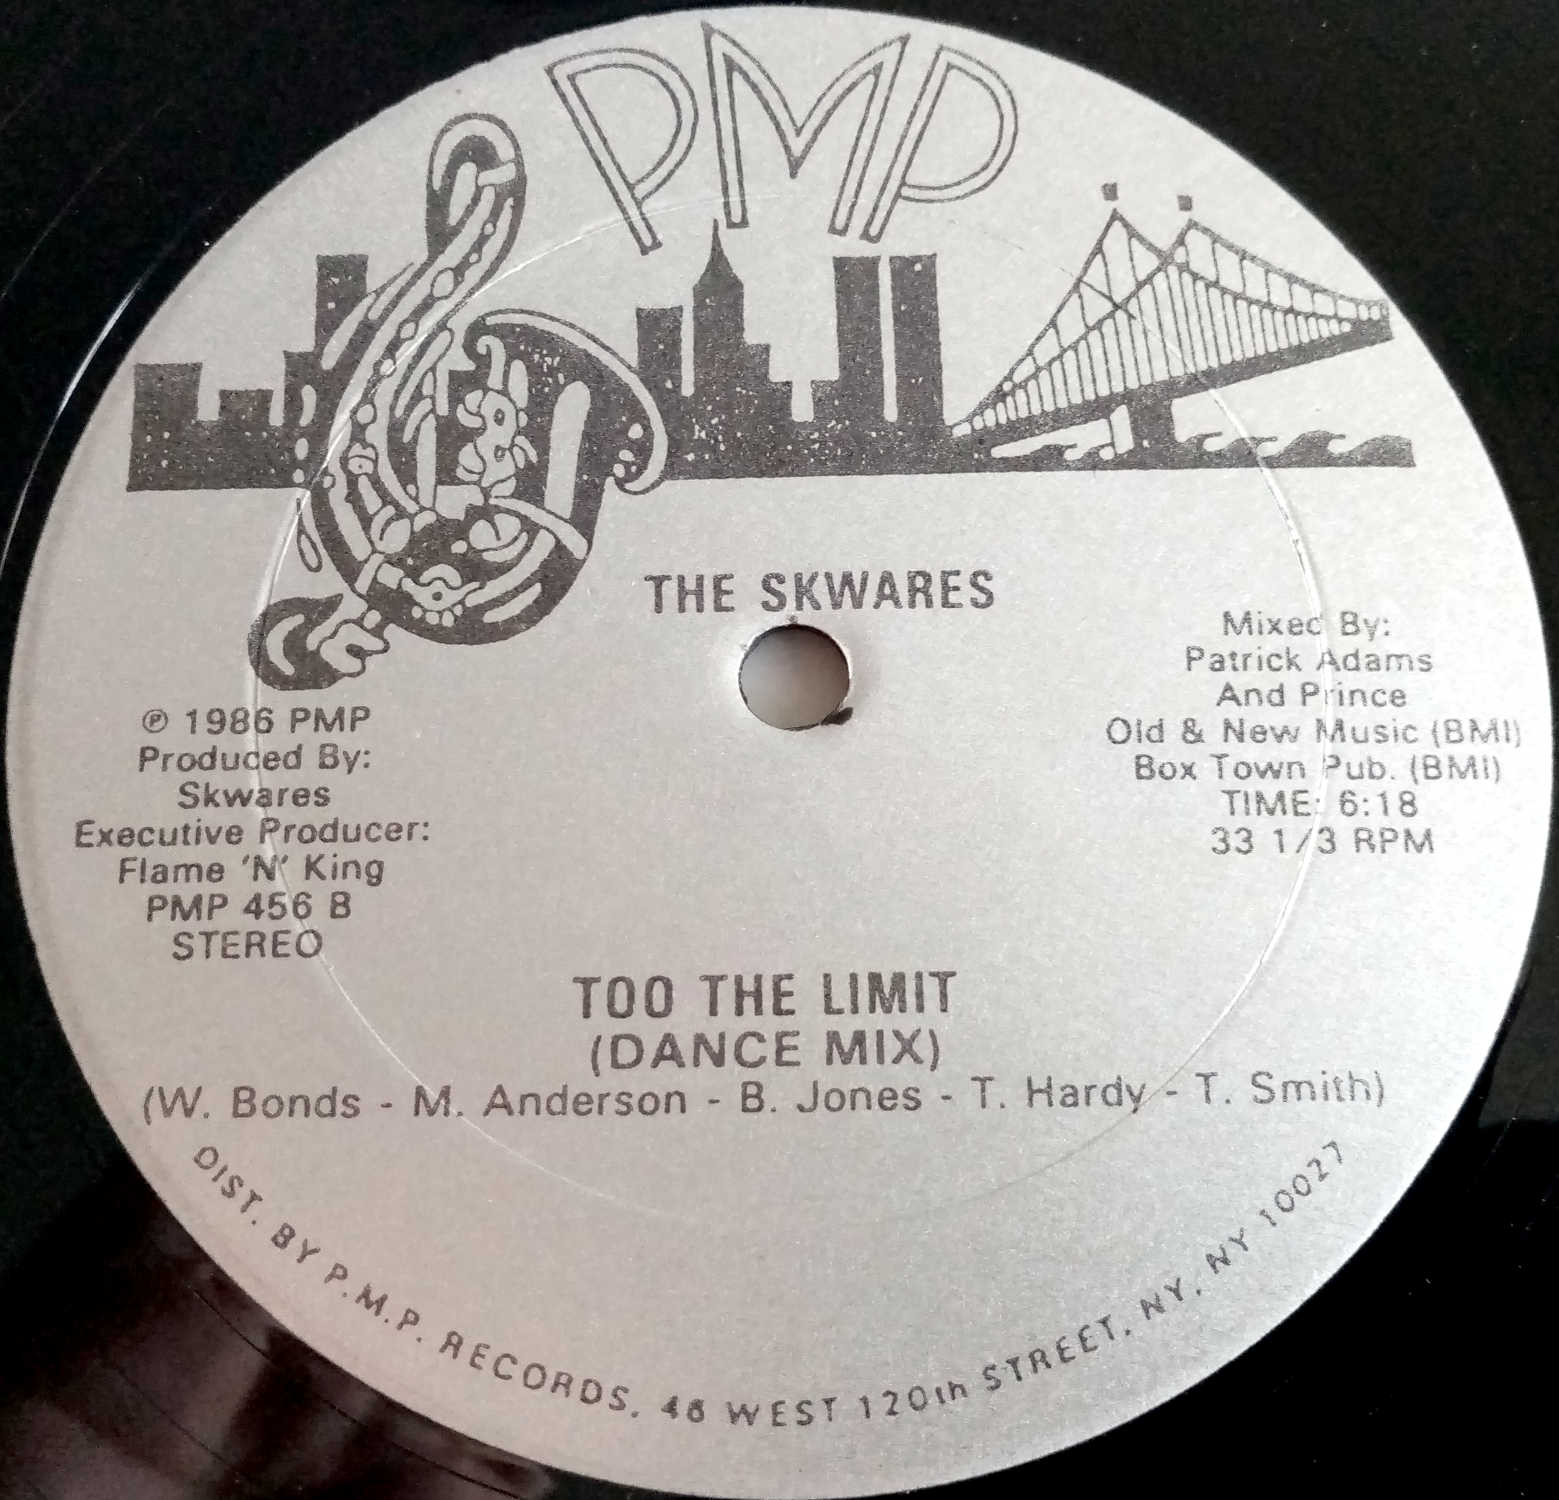 PMP
THE SKWARES
℗ 1986 PMP
Produced By:
Skwares
Executive Producer:
Flame 'N' King
PMP 456 B
STEREO
Mixed By:
Patrick Adams
And Prince
Old & New Music (BMI)
Box Town Pub. (BMI)
TIME: 6:18
33 1/3 RPM
TOO THE LIMIT
(DANCE MIX)
(W. Bonds - M. Anderson - B. Jones - T. Hardy - T. Smith)
DIST. BY P.M.P. RECORDS, 46 WEST 120th STREET, NY, NY 10027